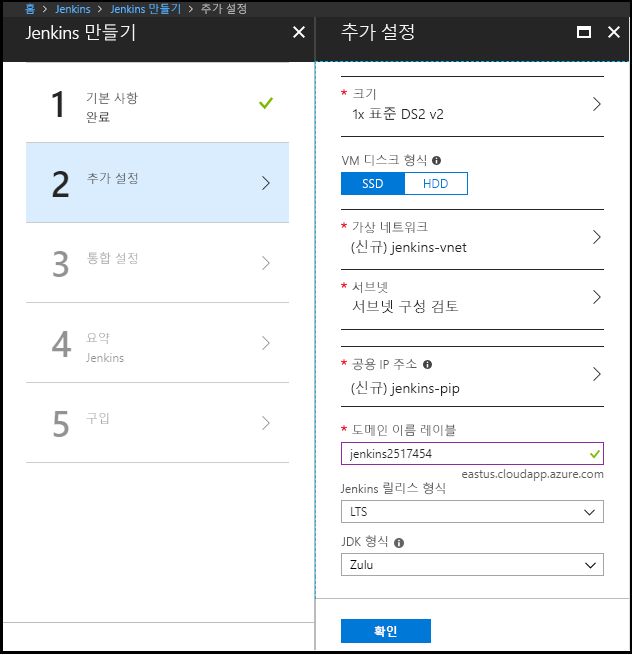 홈 > Jenkins > Jenkins 만들기 > 추가 설정
Jenkins 만들기
1
기본 사항
완료
2
추가 설정
3
통합 설정
4
요약
Jenkins
5
구입
추가 설정
* 크기
1x 표준 DS2 v2
VM 디스크 형식
SSD HDD
* 가상 네트워크
(신규) jenkins-vnet
* 서브넷
서브넷 구성 검토
* 공용 IP 주소
(신규) jenkins-pip
* 도메인 이름 레이블
jenkins2517454
eastus.cloudapp.azure.com
Jenkins 릴리스 형식
LTS
JDK 형식
Zulu
확인